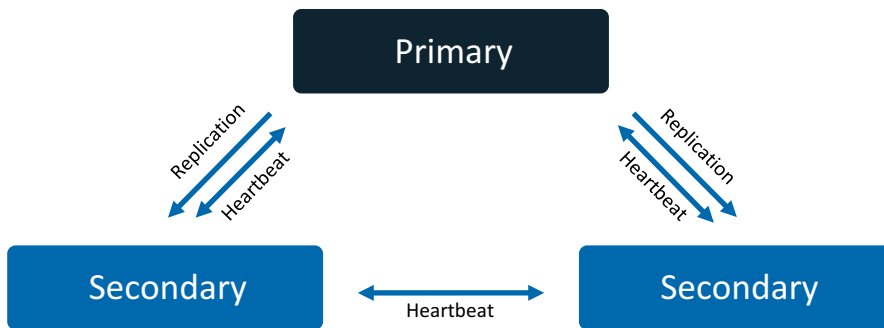 Primary
Replication
Heartbeat
Replication
Heartbeat
Secondary
Heartbeat
Secondary